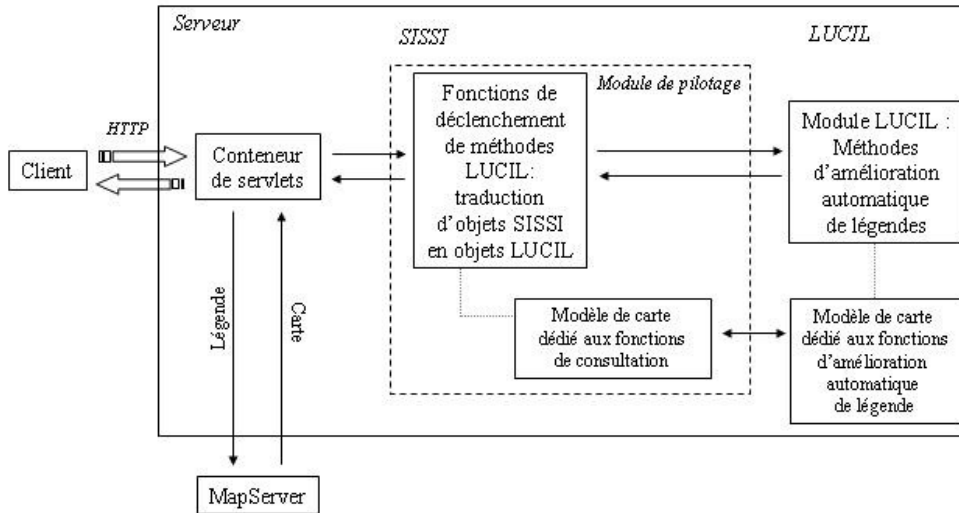 Serveur
SISSI
LUCIL
Module de pilotage
HTTP
Client
Conteneur
de servlets
Fonctions de
déclenchement
de méthodes
LUCIL:
traduction
d'objets SISSI
en objets LUCIL
Module LUCIL :
Méthodes
d'amélioration
automatique
de légendes
Légende
Carte
Modèle de carte
dédié aux fonctions
de consultation
Modèle de carte
dédié aux fonctions
d'amélioration
automatique
de légende
MapServer